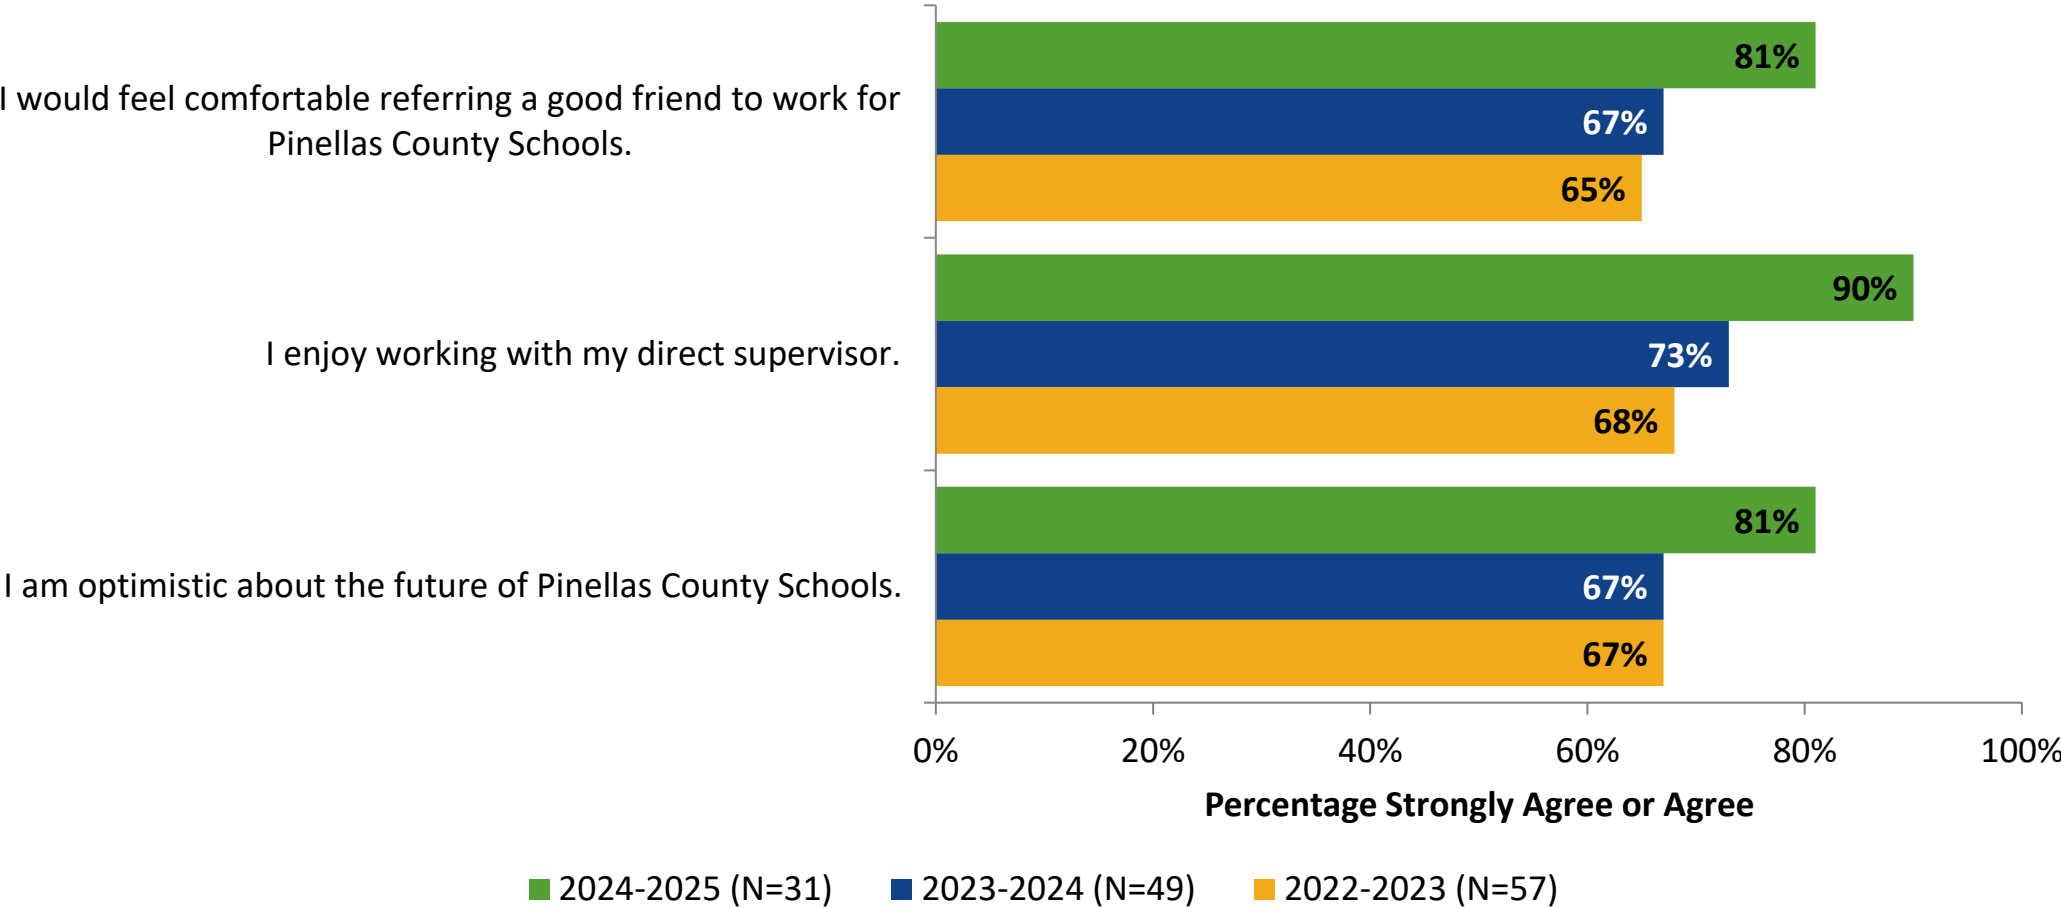 I would feel comfortable referring a good friend to work for
Pinellas County Schools.
81%
67%
65%
I enjoy working with my direct supervisor.
90%
73%
68%
I am optimistic about the future of Pinellas County Schools.
81%
67%
67%
0% 20% 40% 60% 80% 100%
Percentage Strongly Agree or Agree
2024-2025 (N=31) 2023-2024 (N=49) 2022-2023 (N=57)